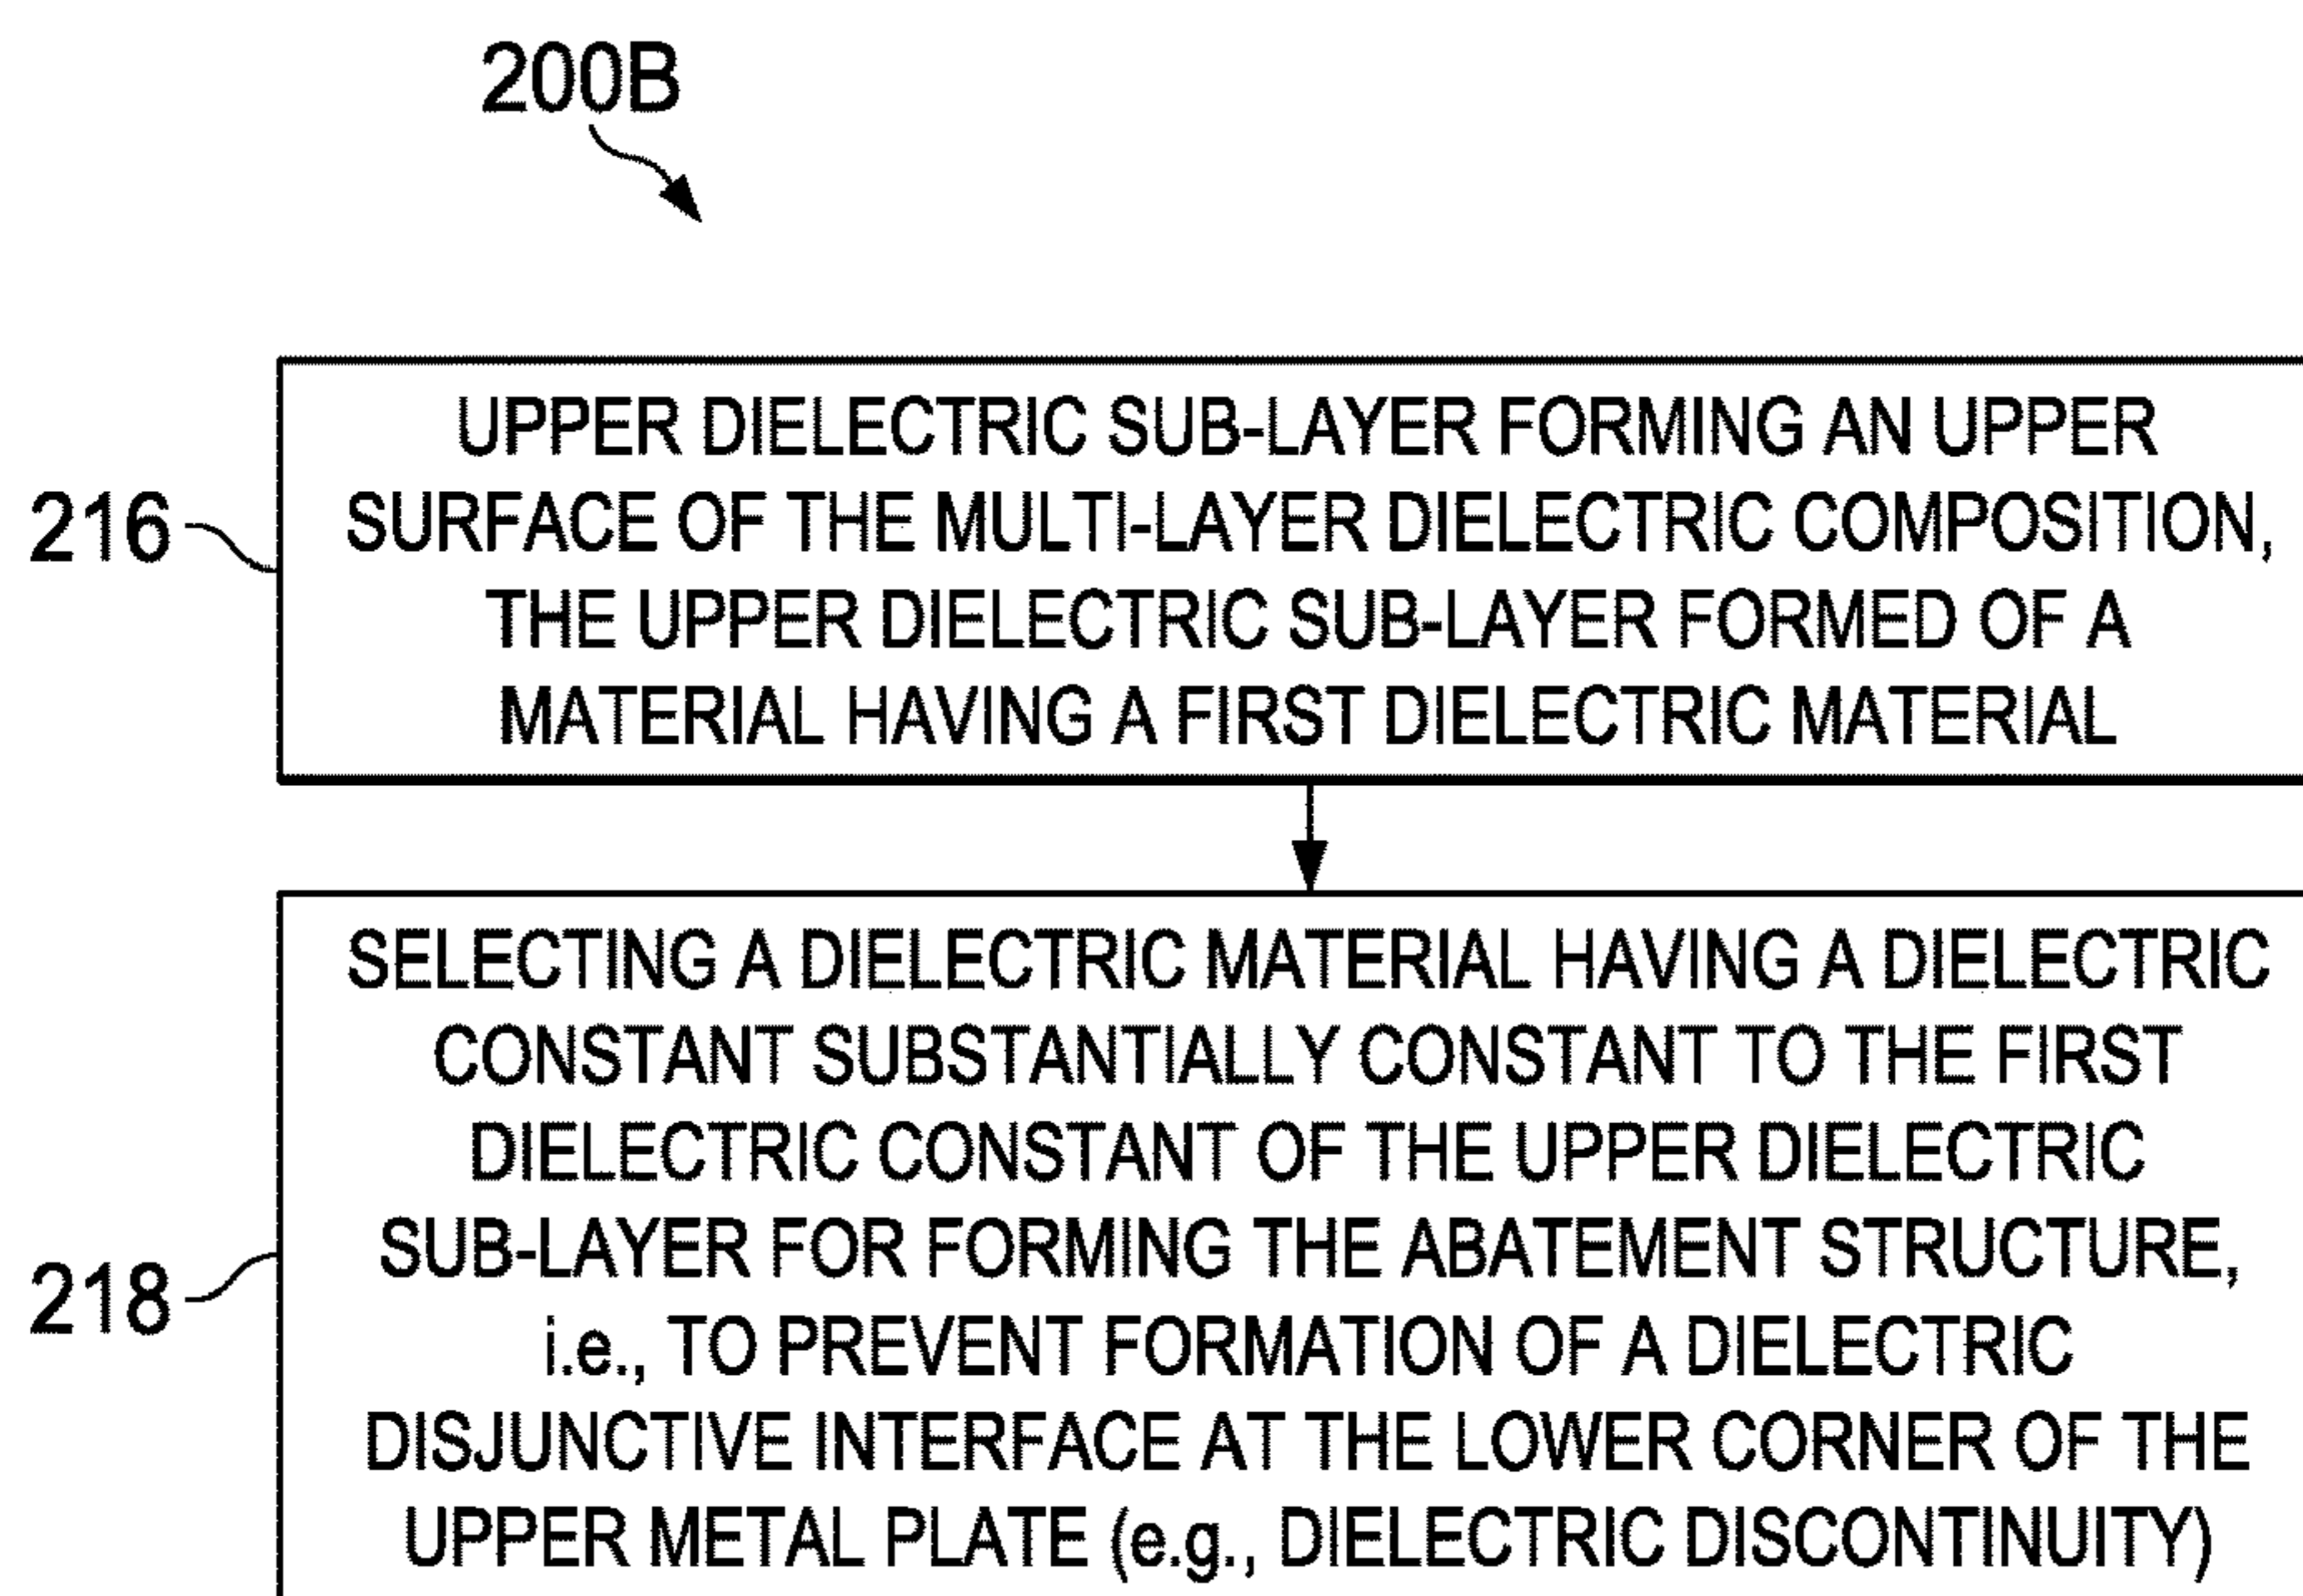 200B
UPPER DIELECTRIC SUB-LAYER FORMING AN UPPER
216
SURFACE OF THE MULTI-LAYER DIELECTRIC COMPOSITION,
THE UPPER DIELECTRIC SUB-LAYER FORMED OF A
MATERIAL HAVING A FIRST DIELECTRIC MATERIAL
SELECTING A DIELECTRIC MATERIAL HAVING A DIELECTRIC
CONSTANT SUBSTANTIALLY CONSTANT TO THE FIRST
DIELECTRIC CONSTANT OF THE UPPER DIELECTRIC
218
SUB-LAYER FOR FORMING THE ABATEMENT STRUCTURE,
i.e., TO PREVENT FORMATION OF A DIELECTRIC
DISJUNCTIVE INTERFACE AT THE LOWER CORNER OF THE
UPPER METAL PLATE (e.g., DIELECTRIC DISCONTINUITY)